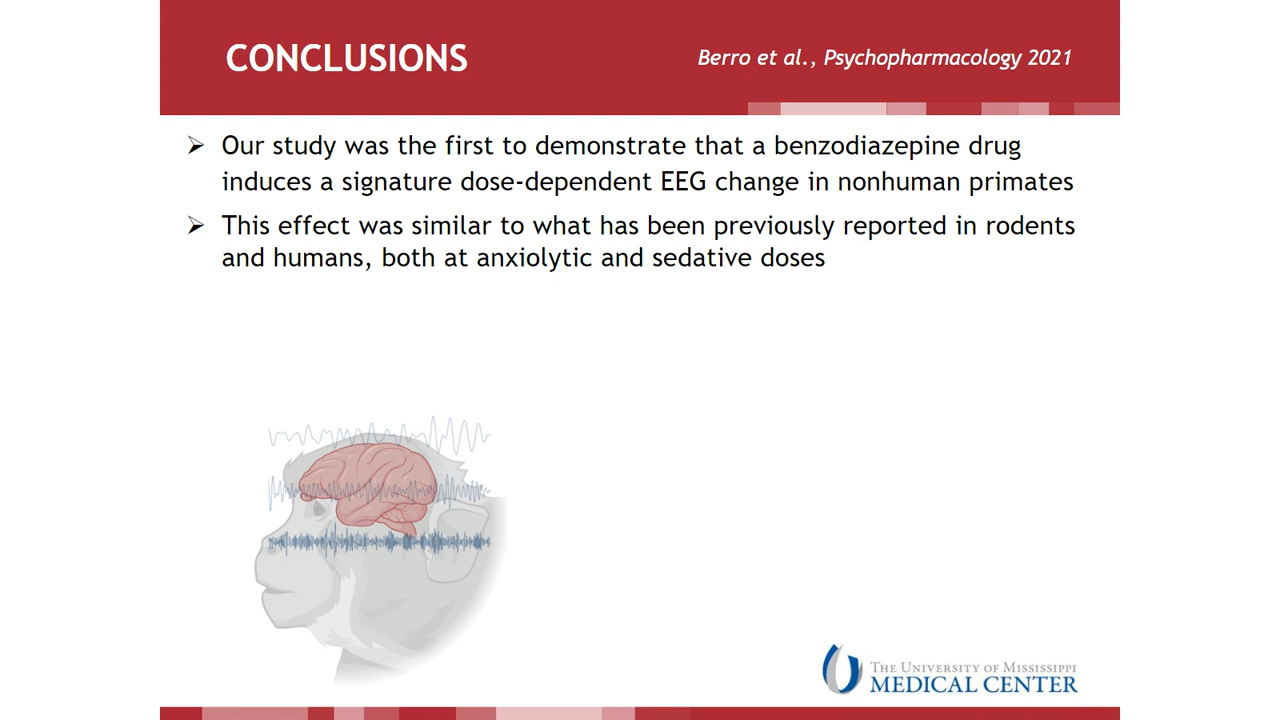 CONCLUSIONS
Berro et al., Psychopharmacology 2021
➢ Our study was the first to demonstrate that a benzodiazepine drug
induces a signature dose-dependent EEG change in nonhuman primates
➢ This effect was similar to what has been previously reported in rodents
and humans, both at anxiolytic and sedative doses
THE UNIVERSITY OF MISSISSIPPI
MEDICAL CENTER